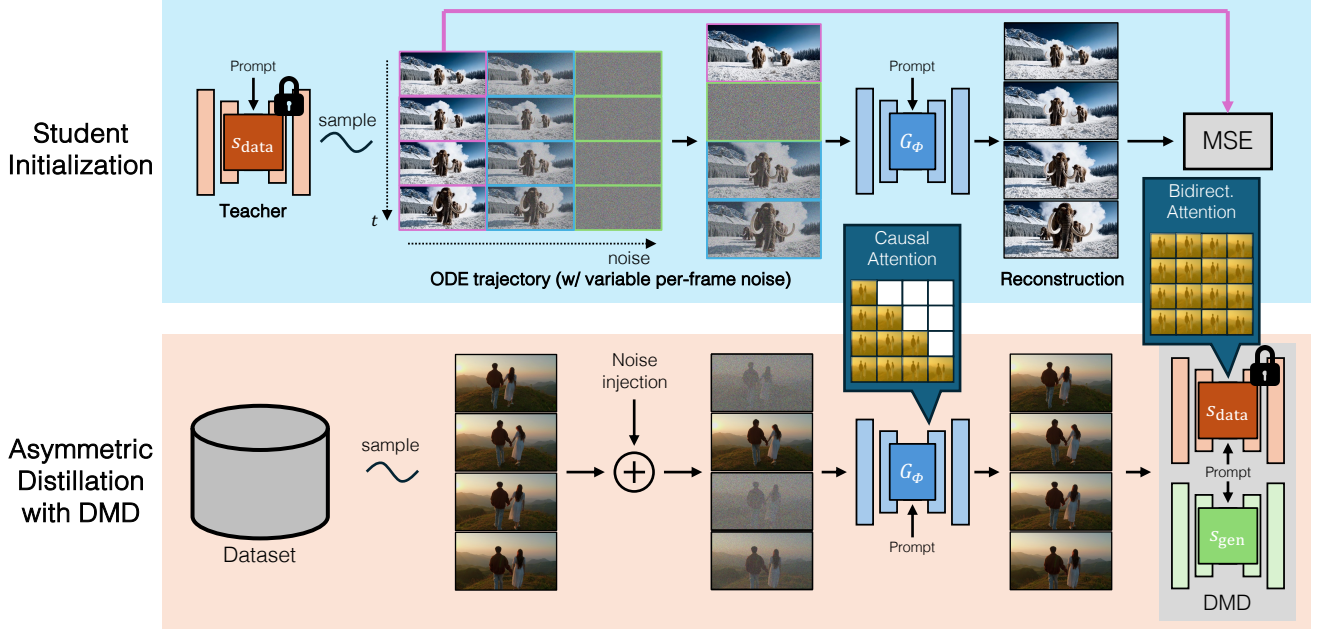 Student
Initialization
Prompt
s_data
Teacher
sample
t
noise
ODE trajectory (w/ variable per-frame noise)
Prompt
G_Φ
Reconstruction
MSE
Bidirect.
Attention
Causal
Attention
Asymmetric
Distillation
with DMD
Dataset
sample
Noise
injection
G_Φ
Prompt
s_data
Prompt
s_gen
DMD